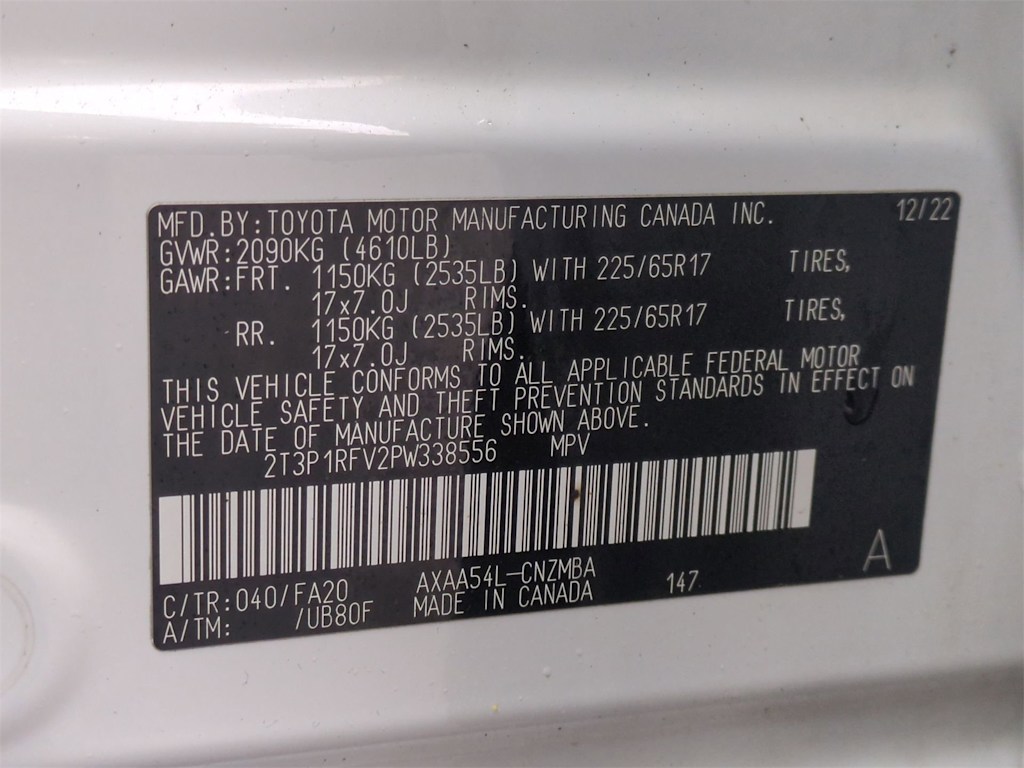 MFD.BY:TOYOTA MOTOR MANUFACTURING CANADA INC. 12/22
GVWR:2090KG (4610LB)
GAWR:FRT. 1150KG (2535LB) WITH 225/65R17 TIRES,
17x7.0J RIMS.
RR. 1150KG (2535LB) WITH 225/65R17 TIRES,
17x7.0J RIMS.
THIS VEHICLE CONFORMS TO ALL APPLICABLE FEDERAL MOTOR
VEHICLE SAFETY AND THEFT PREVENTION STANDARDS IN EFFECT ON
THE DATE OF MANUFACTURE SHOWN ABOVE.
2T3P1RFV2PW338556 MPV
A
C/TR:040/FA20 AXAA54L-CNZMBA 147
A/TM: /UB80F MADE IN CANADA